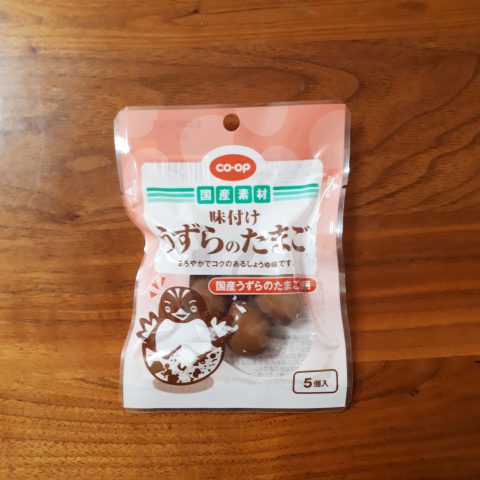 CO·OP
国産素材
味付け
うずらのたまご
まろやかでコクのあるしょうゆ味です
国産うずらのたまご
5個入